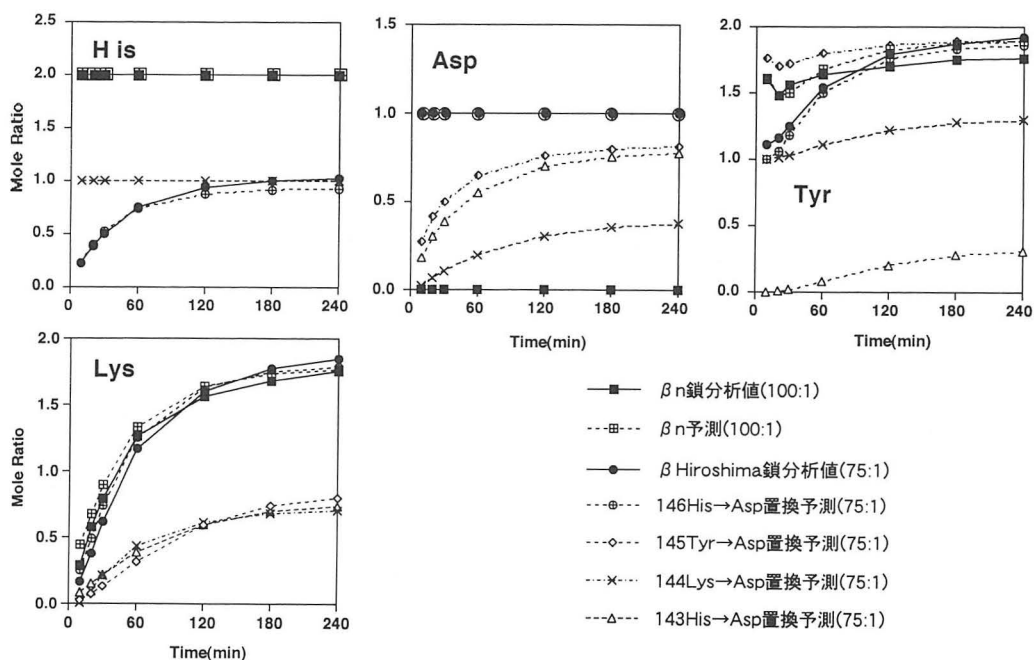 2.5
2.0
1.5
1.0
0.5
0.0
Mole Ratio
H is
0 60 120 180 240
1.5
1.0
0.5
0.0
Asp
0 60 120 180 240
Time(min)
2.0
1.5
1.0
0.5
0.0
Tyr
0 60 120 180 240
Time(min)
2.0
1.5
1.0
0.5
0.0
Mole Ratio
Lys
0 60 120 180 240
Time(min)
βn鎖分析値(100:1)
βn予測(100:1)
βHiroshima鎖分析値(75:1)
146His→Asp置換予測(75:1)
145Tyr→Asp置換予測(75:1)
144Lys→Asp置換予測(75:1)
143His→Asp置換予測(75:1)